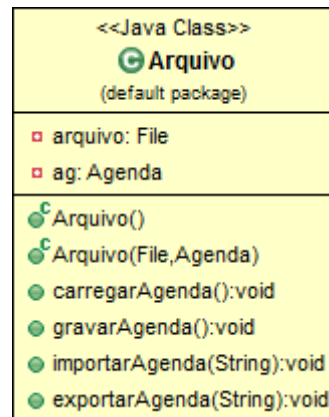 <<Java Class>>
Arquivo
(default package)
arquivo: File
ag: Agenda
Arquivo()
Arquivo(File,Agenda)
carregarAgenda():void
gravarAgenda():void
importarAgenda(String):void
exportarAgenda(String):void